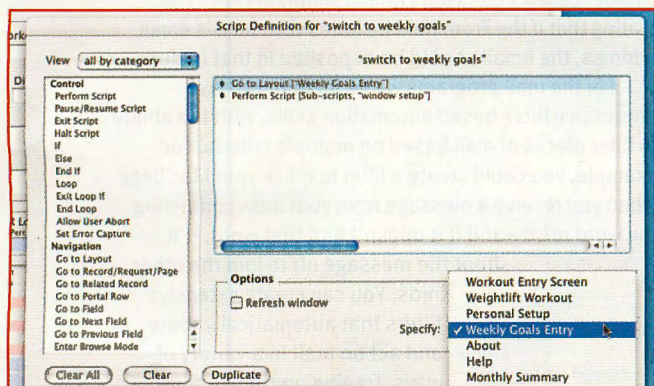 Script Definition for "switch to weekly goals"
View all by category
"switch to weekly goals"
Control
Perform Script
Pause/Resume Script
Exit Script
Halt Script
If
Else
End If
Loop
Exit Loop If
End Loop
Allow User Abort
Set Error Capture
Navigation
Go to Layout
Go to Record/Request/Page
Go to Related Record
Go to Portal Row
Go to Field
Go to Next Field
Go to Previous Field
Enter Browse Mode
Go to Layout ["Weekly Goals Entry"]
Perform Script [Sub-scripts, "window setup"]
Options
Refresh window
Specify:
Workout Entry Screen
Weightlift Workout
Personal Setup
✓ Weekly Goals Entry
About
Help
Monthly Summary
Clear All
Clear
Duplicate